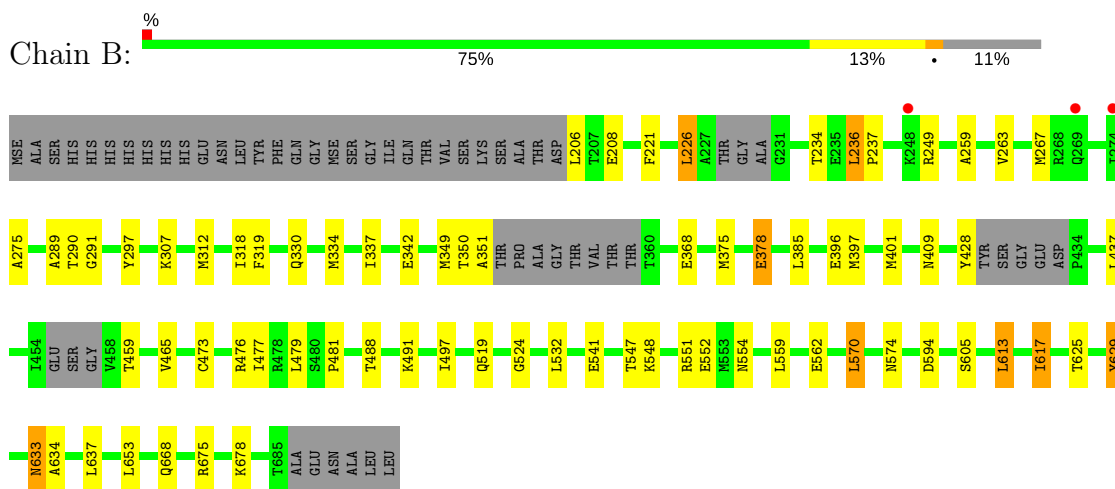 %
Chain B:
75% 13% • 11%
MSE ALA SER HIS HIS HIS HIS HIS HIS HIS GLU ASN LEU TYR PHE GLN GLY MSE SER GLY ILE GLN THR VAL SER LYS SER ALA THR ASP L206 T207 E208 F221 L226 A227 THR GLY ALA G231 T234 E235 L236 P237 K248 R249 A259 V263 M267 R268 Q269 I274
A275 A289 T290 G291 Y297 K307 M312 I318 F319 Q330 M334 I337 E342 M349 T350 A351 THR PRO ALA GLY THR VAL THR THR T360 E368 M375 E378 L385 E396 M397 M401 N409 Y428 TYR SER GLY GLU ASP P434 L437
I454 GLU SER GLY V458 T459 V465 C473 R476 I477 R478 L479 S480 P481 T488 K491 I497 Q519 G524 L532 E541 T547 K548 R551 E552 M553 N554 L559 E562 L570 N574 D594 S605 L613 I617 T625 Y629
N633 A634 L637 L653 Q668 R675 K678 T685 ALA GLU ASN ALA LEU LEU